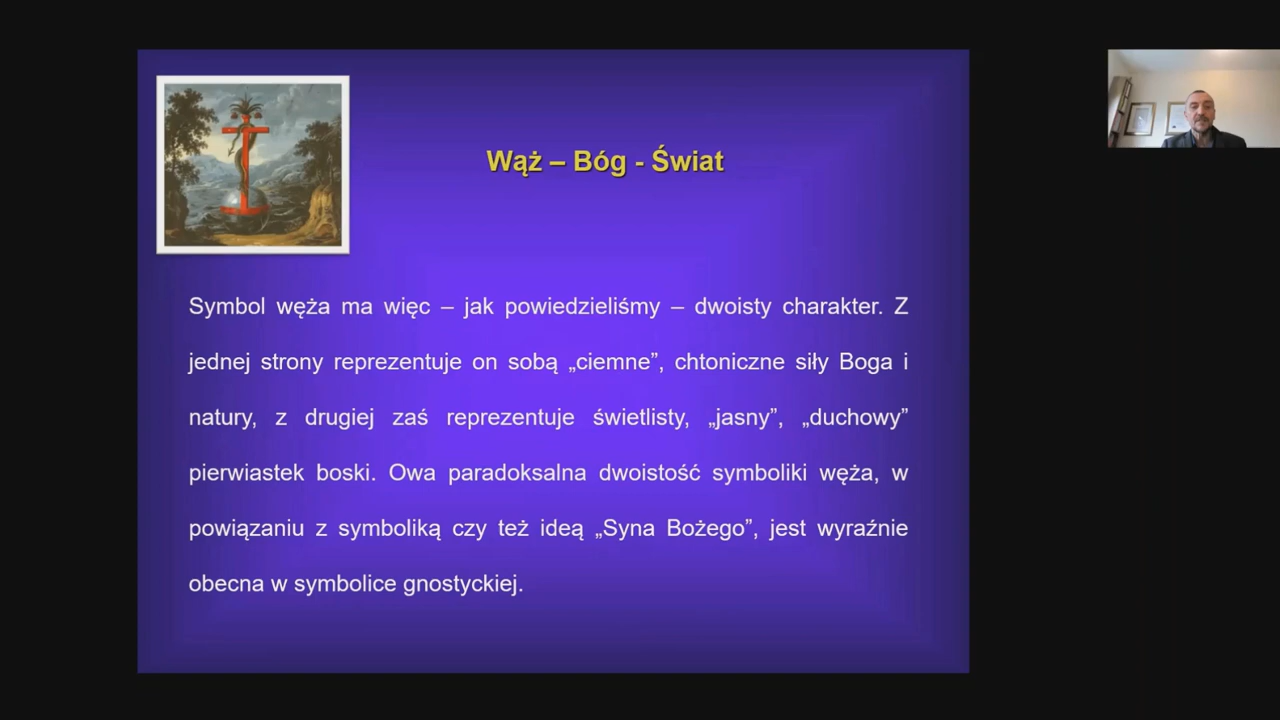 Wąż – Bóg - Świat
Symbol węża ma więc – jak powiedzieliśmy – dwoisty charakter. Z
jednej strony reprezentuje on sobą „ciemne”, chtoniczne siły Boga i
natury, z drugiej zaś reprezentuje świetlisty, „jasny”, „duchowy”
pierwiastek boski. Owa paradoksalna dwoistość symboliki węża, w
powiązaniu z symboliką czy też ideą „Syna Bożego”, jest wyraźnie
obecna w symbolice gnostyckiej.